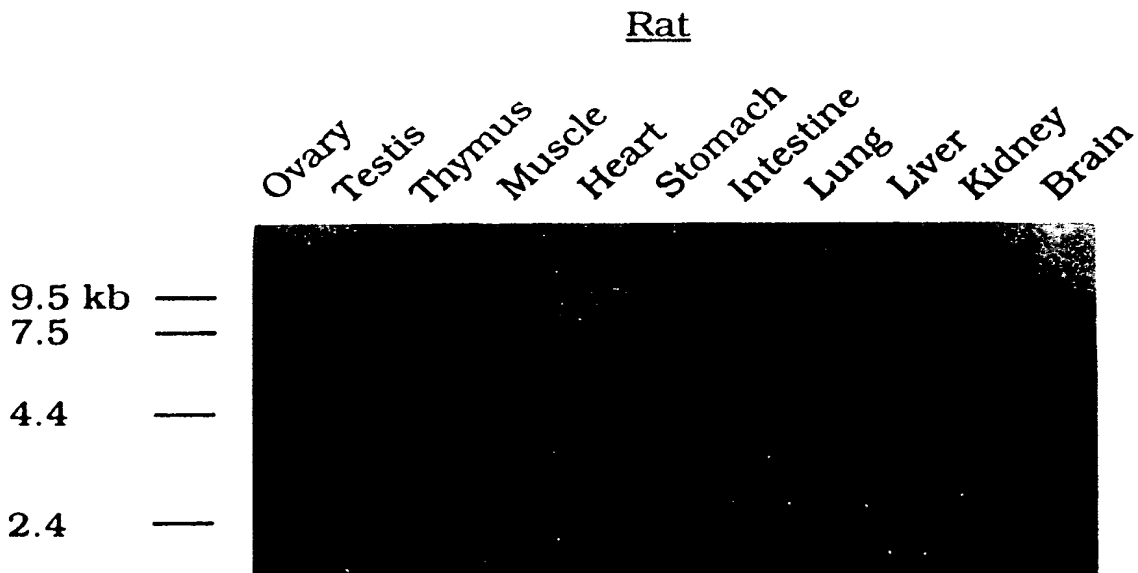 Rat
Ovary
Testis
Thymus
Muscle
Heart
Stomach
Intestine
Lung
Liver
Kidney
Brain
9.5 kb
7.5
4.4
2.4